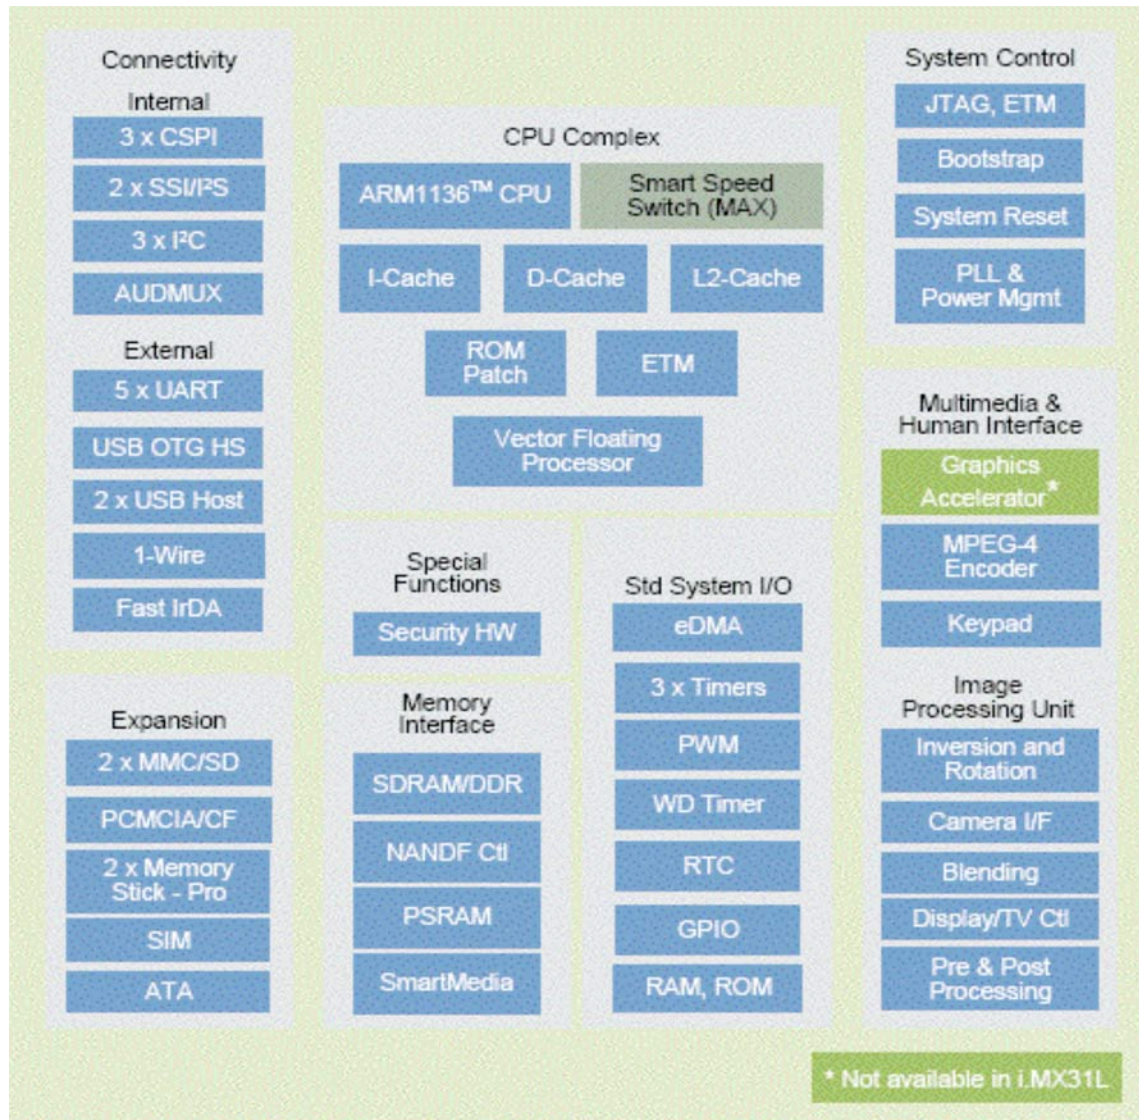 Connectivity
Internal
3 x CSPI
2 x SSI/I²S
3 x I²C
AUDMUX
External
5 x UART
USB OTG HS
2 x USB Host
1-Wire
Fast IrDA
Expansion
2 x MMC/SD
PCMCIA/CF
2 x Memory
Stick - Pro
SIM
ATA
CPU Complex
ARM1136™ CPU
Smart Speed
Switch (MAX)
I-Cache
D-Cache
L2-Cache
ROM
Patch
ETM
Vector Floating
Processor
Special
Functions
Security HW
Memory
Interface
SDRAM/DDR
NANDF Ctl
PSRAM
SmartMedia
Std System I/O
eDMA
3 x Timers
PWM
WD Timer
RTC
GPIO
RAM, ROM
System Control
JTAG, ETM
Bootstrap
System Reset
PLL &
Power Mgmt
Multimedia &
Human Interface
Graphics
Accelerator*
MPEG-4
Encoder
Keypad
Image
Processing Unit
Inversion and
Rotation
Camera I/F
Blending
Display/TV Ctl
Pre & Post
Processing
* Not available in i.MX31L